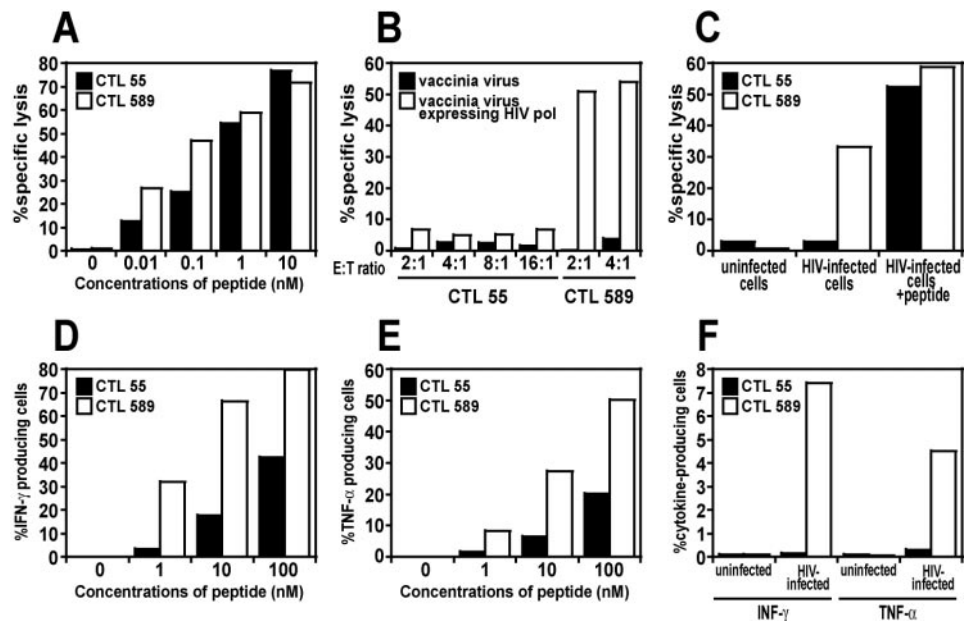 A
%specific lysis
80
70
60
50
40
30
20
10
0
CTL 55
CTL 589
0 0.01 0.1 1 10
Concentrations of peptide (nM)
B
%specific lysis
60
50
40
30
20
10
0
vaccinia virus
vaccinia virus
expressing HIV pol
E:T ratio 2:1 4:1 8:1 16:1 2:1 4:1
CTL 55 CTL 589
C
%specific lysis
60
50
40
30
20
10
0
CTL 55
CTL 589
uninfected
cells
HIV-infected
cells
HIV-infected
cells
+peptide
D
%IFN-γ producing cells
80
70
60
50
40
30
20
10
0
CTL 55
CTL 589
0 1 10 100
Concentrations of peptide (nM)
E
%TNF-α producing cells
60
50
40
30
20
10
0
CTL 55
CTL 589
0 1 10 100
Concentrations of peptide (nM)
F
%cytokine-producing cells
8
7
6
5
4
3
2
1
0
CTL 55
CTL 589
uninfected
HIV-
infected
uninfected
HIV-
infected
INF-γ TNF-α